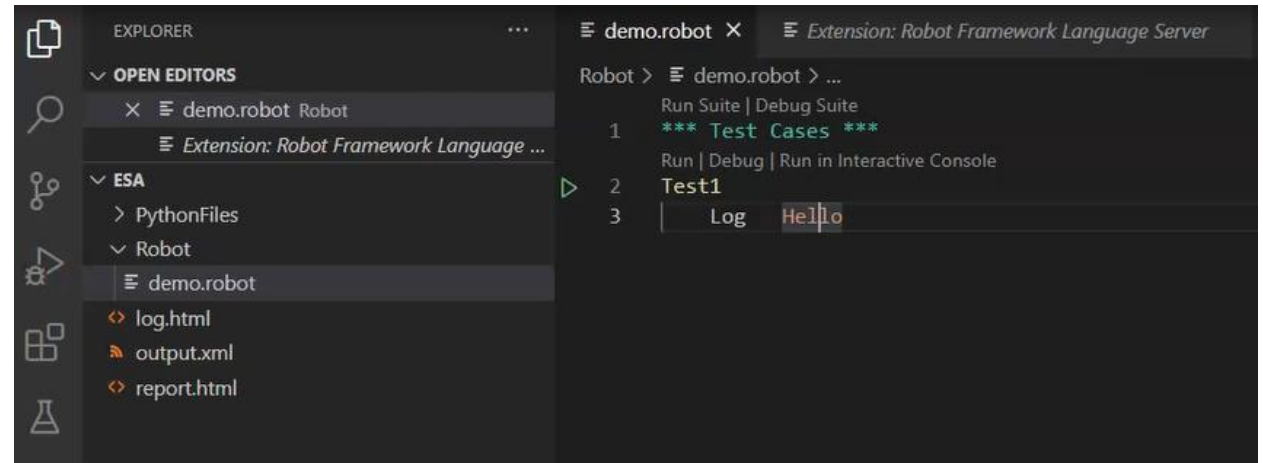 EXPLORER
OPEN EDITORS
demo.robot Robot
Extension: Robot Framework Language ...
ESA
PythonFiles
Robot
demo.robot
log.html
output.xml
report.html
demo.robot
Extension: Robot Framework Language Server
Robot > demo.robot > ...
Run Suite | Debug Suite
1 *** Test Cases ***
Run | Debug | Run in Interactive Console
2 Test1
3 Log Hello